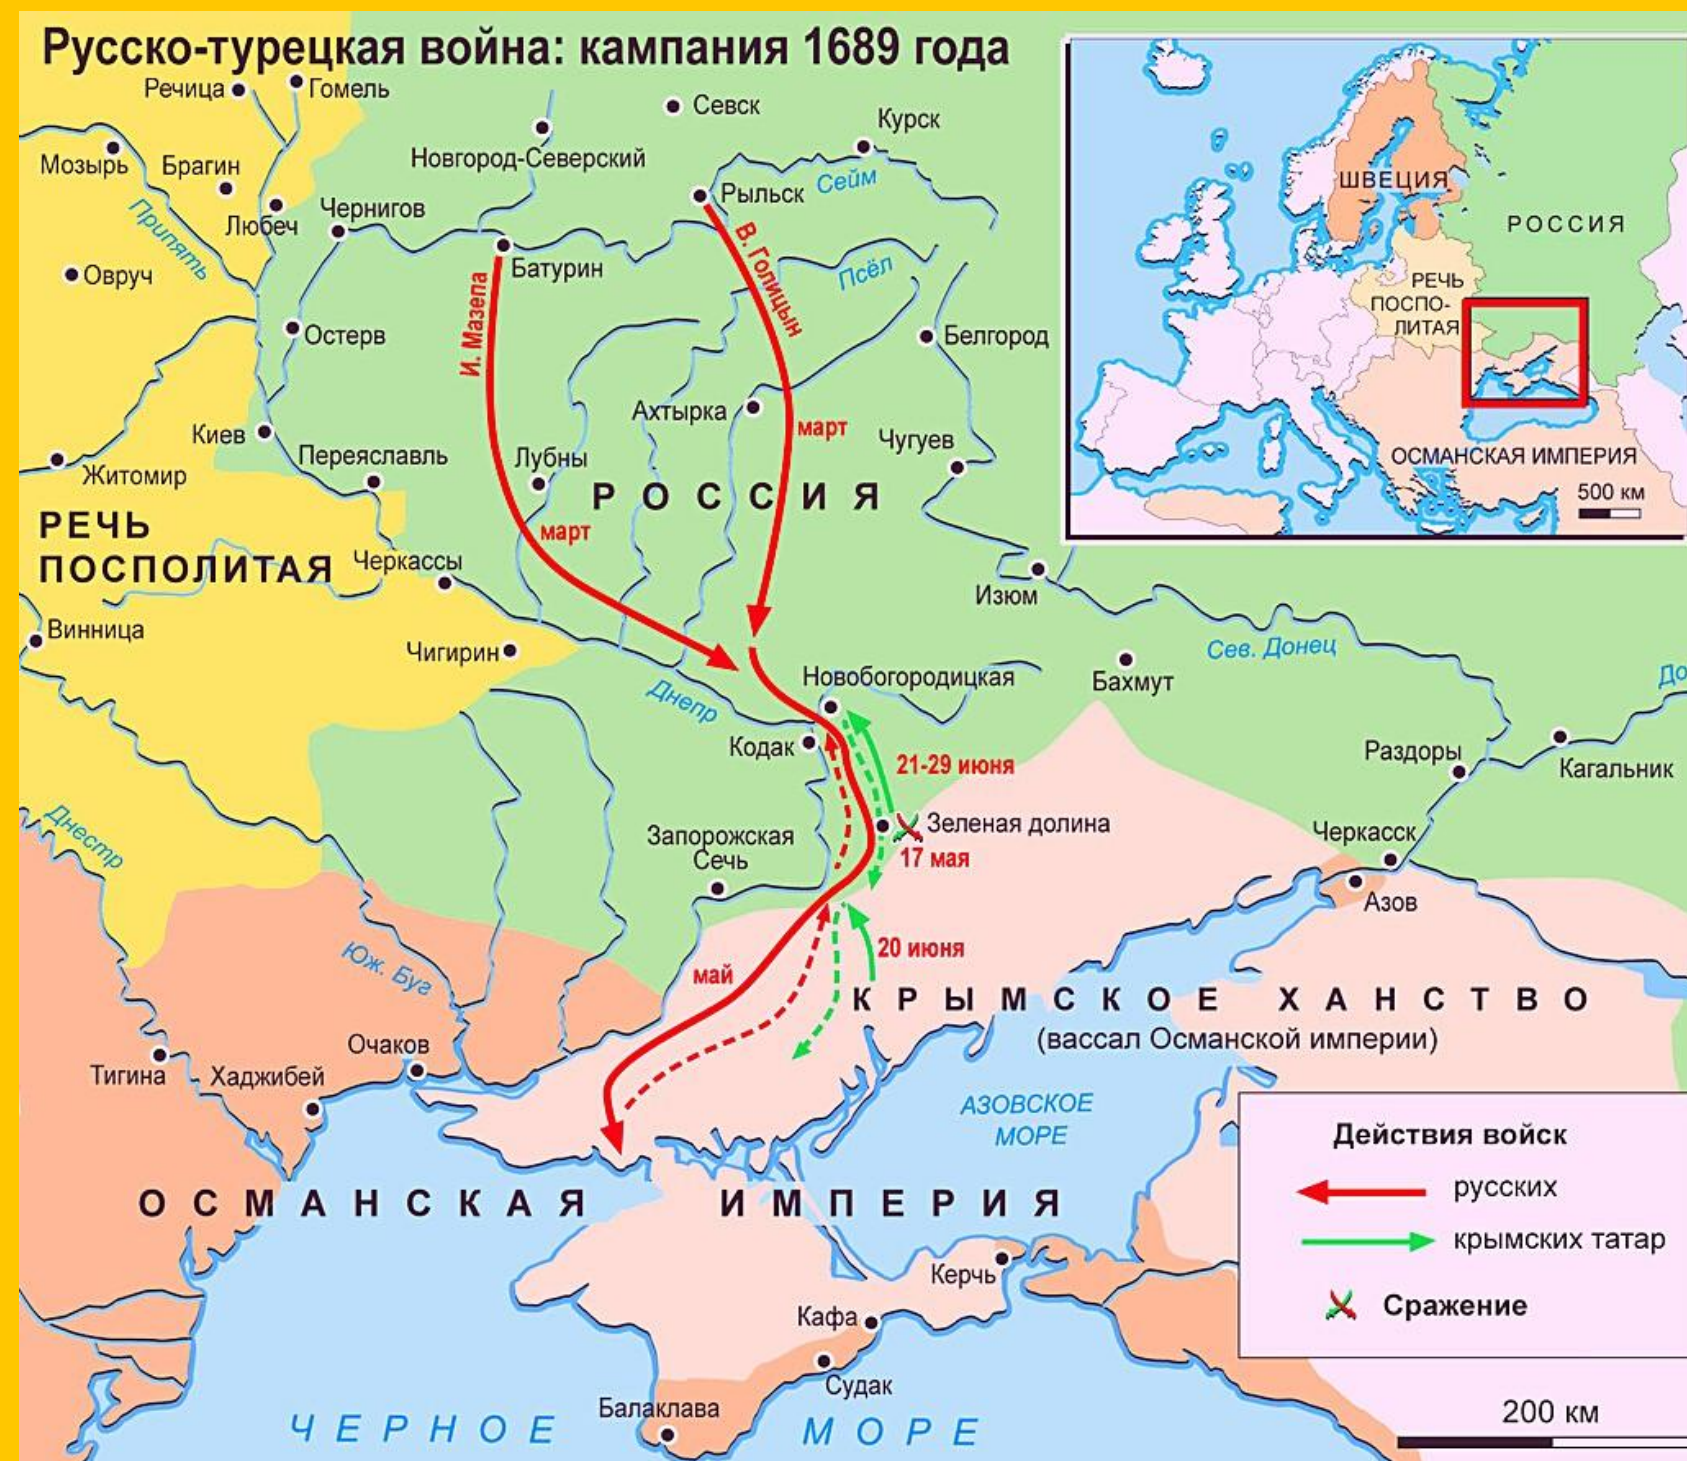 Русско-турецкая война: кампания 1689 года
Речица
Гомель
Севск
Курск
Мозырь
Брагин
Новгород-Северский
Рыльск
Сейм
Любеч
Чернигов
Припять
Овруч
Батурин
В. Голицын
Псёл
И. Мазепа
Остерв
Белгород
Ахтырка
март
Чугуев
Киев
Переяславль
Лубны
Житомир
РОССИЯ
март
РЕЧЬ
ПОСПОЛИТАЯ
Черкассы
Изюм
Винница
Чигирин
Сев. Донец
Днепр
Новобогородицкая
Бахмут
До
Кодак
21-29 июня
Раздоры
Кагальник
Днестр
Запорожская
Сечь
Зеленая долина
17 мая
Черкасск
Азов
Юж. Буг
май
20 июня
КРЫМСКОЕ ХАНСТВО
(вассал Османской империи)
Очаков
Тигина
Хаджибей
АЗОВСКОЕ
МОРЕ
ОСМАНСКАЯ ИМПЕРИЯ
Керчь
Кафа
Судак
Балаклава
ЧЕРНОЕ МОРЕ
ШВЕЦИЯ
РОССИЯ
РЕЧЬ
ПОСПО-
ЛИТАЯ
ОСМАНСКАЯ ИМПЕРИЯ
500 км
Действия войск
русских
крымских татар
Сражение
200 км